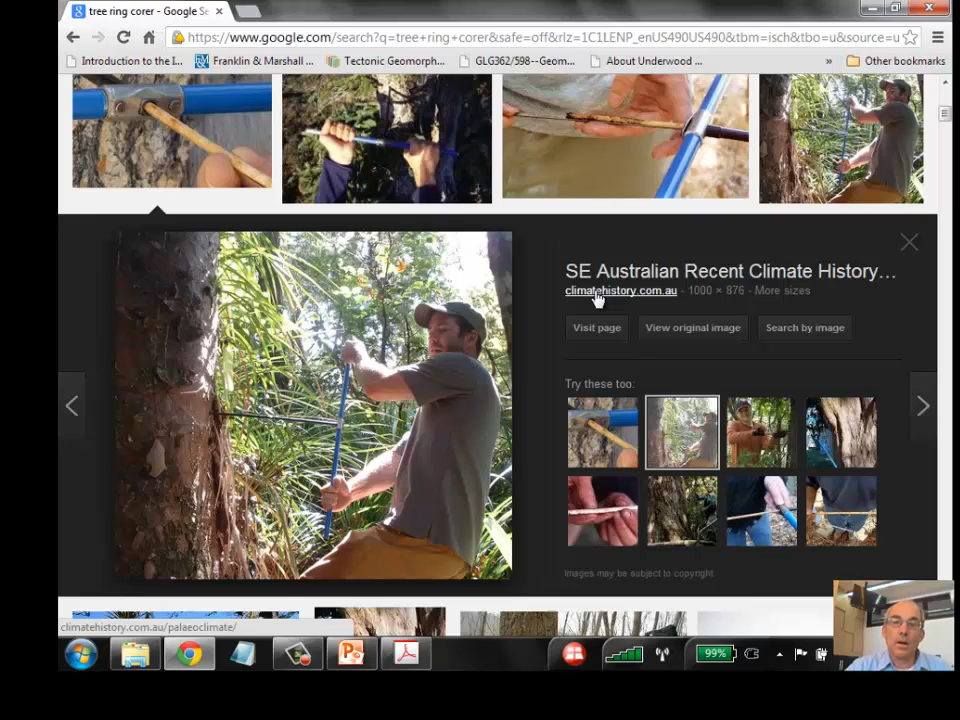 tree ring corer - Google Se ×
https://www.google.com/search?q=tree+ring+corer&safe=off&rlz=1C1LENP_enUS490US490&tbm=isch&tbo=u&source=u
Introduction to the I... Franklin & Marshall ... Tectonic Geomorph... GLG362/598--Geom... About Underwood ... » Other bookmarks
SE Australian Recent Climate History...
climatehistory.com.au - 1000 × 876 - More sizes
Visit page View original image Search by image
Try these too:
Images may be subject to copyright.
climatehistory.com.au/palaeoclimate/
99%